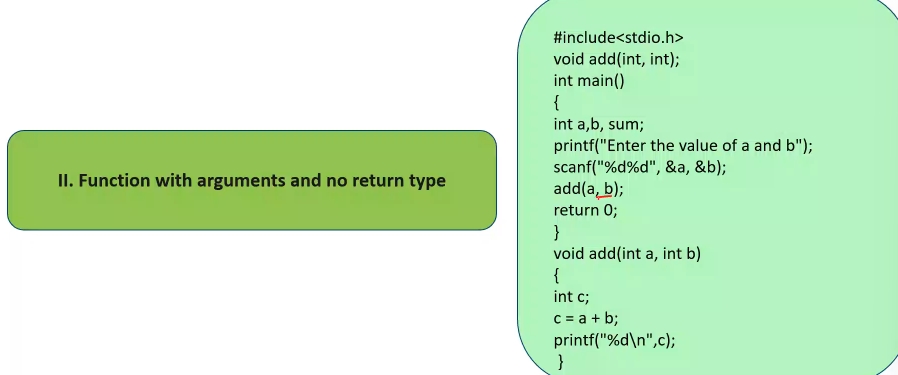 II. Function with arguments and no return type
#include<stdio.h>
void add(int, int);
int main()
{
int a,b, sum;
printf("Enter the value of a and b");
scanf("%d%d", &a, &b);
add(a, b);
return 0;
}
void add(int a, int b)
{
int c;
c = a + b;
printf("%d\n",c);
}